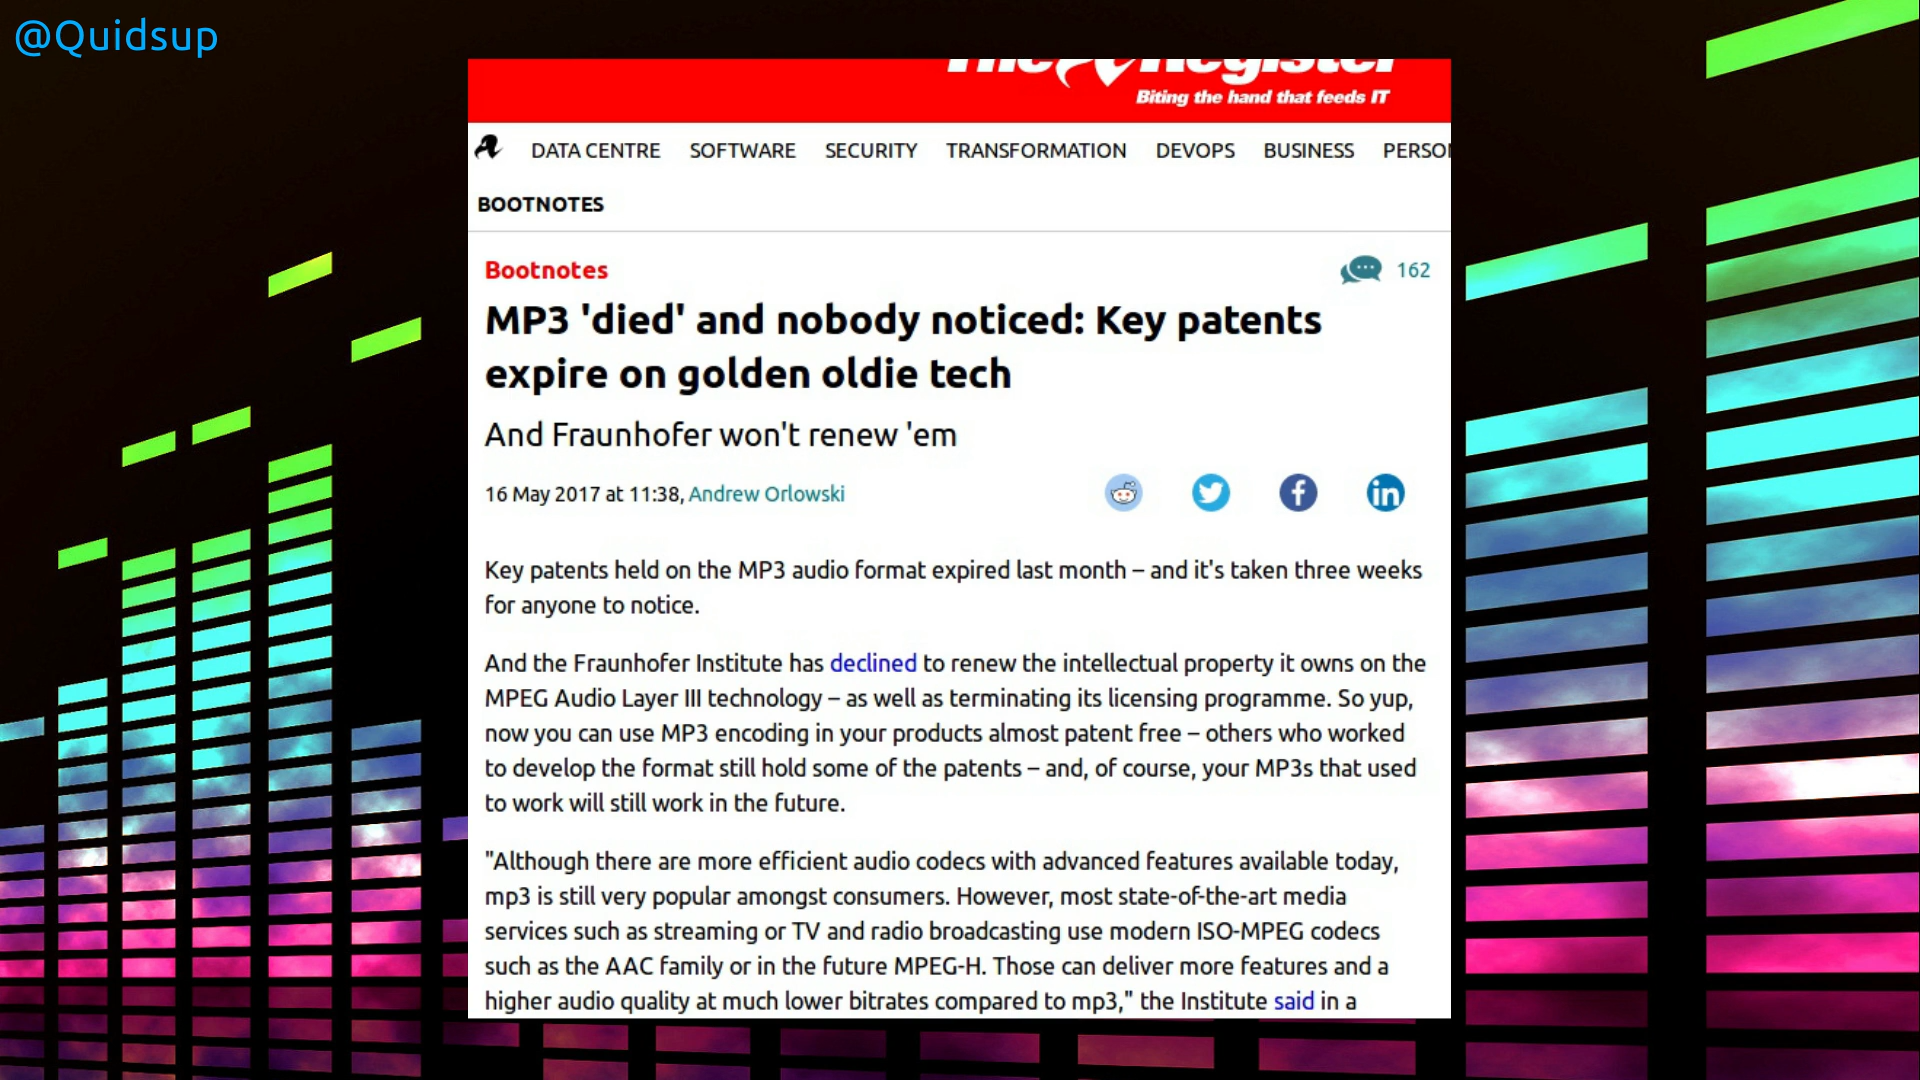 @Quidsup
The Register
Biting the hand that feeds IT
DATA CENTRE SOFTWARE SECURITY TRANSFORMATION DEVOPS BUSINESS PERSO
BOOTNOTES
Bootnotes 162
MP3 'died' and nobody noticed: Key patents
expire on golden oldie tech
And Fraunhofer won't renew 'em
16 May 2017 at 11:38, Andrew Orlowski
Key patents held on the MP3 audio format expired last month – and it's taken three weeks
for anyone to notice.
And the Fraunhofer Institute has declined to renew the intellectual property it owns on the
MPEG Audio Layer III technology – as well as terminating its licensing programme. So yup,
now you can use MP3 encoding in your products almost patent free – others who worked
to develop the format still hold some of the patents – and, of course, your MP3s that used
to work will still work in the future.
"Although there are more efficient audio codecs with advanced features available today,
mp3 is still very popular amongst consumers. However, most state-of-the-art media
services such as streaming or TV and radio broadcasting use modern ISO-MPEG codecs
such as the AAC family or in the future MPEG-H. Those can deliver more features and a
higher audio quality at much lower bitrates compared to mp3," the Institute said in a